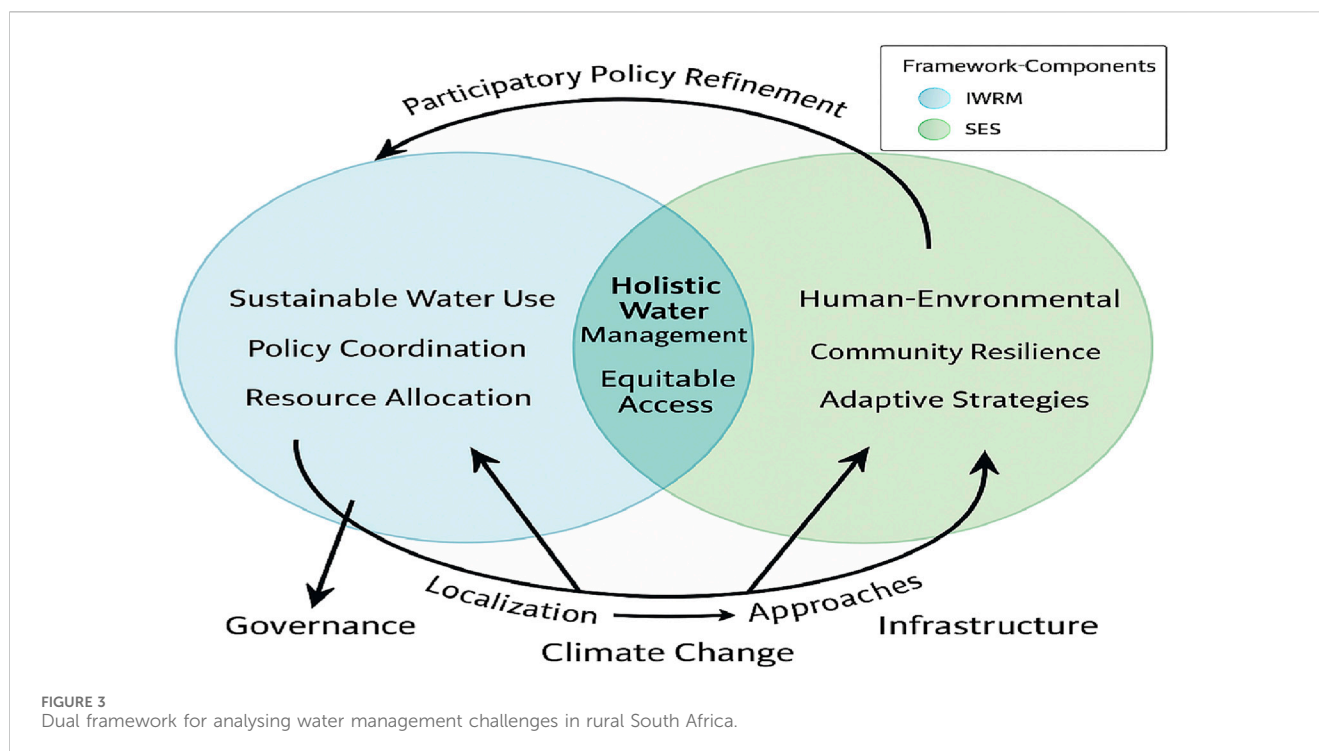 Participatory Policy Refinement
Framework-Components
IWRM
SES
Sustainable Water Use
Policy Coordination
Resource Allocation
Holistic
Water
Management
Equitable
Access
Human-Envronmental
Community Resilience
Adaptive Strategies
Localization
Approaches
Governance
Climate Change
Infrastructure
FIGURE 3
Dual framework for analysing water management challenges in rural South Africa.